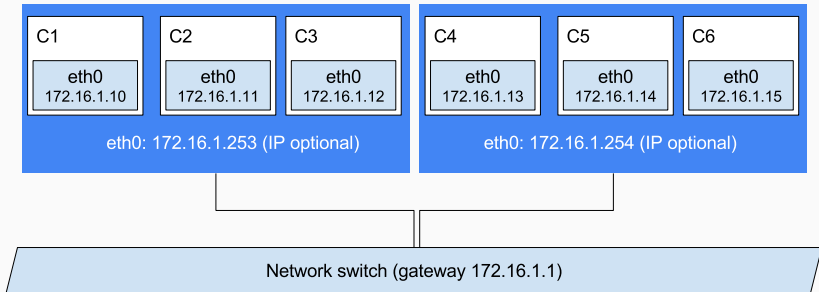 C1
eth0
172.16.1.10
C2
eth0
172.16.1.11
C3
eth0
172.16.1.12
eth0: 172.16.1.253 (IP optional)
C4
eth0
172.16.1.13
C5
eth0
172.16.1.14
C6
eth0
172.16.1.15
eth0: 172.16.1.254 (IP optional)
Network switch (gateway 172.16.1.1)